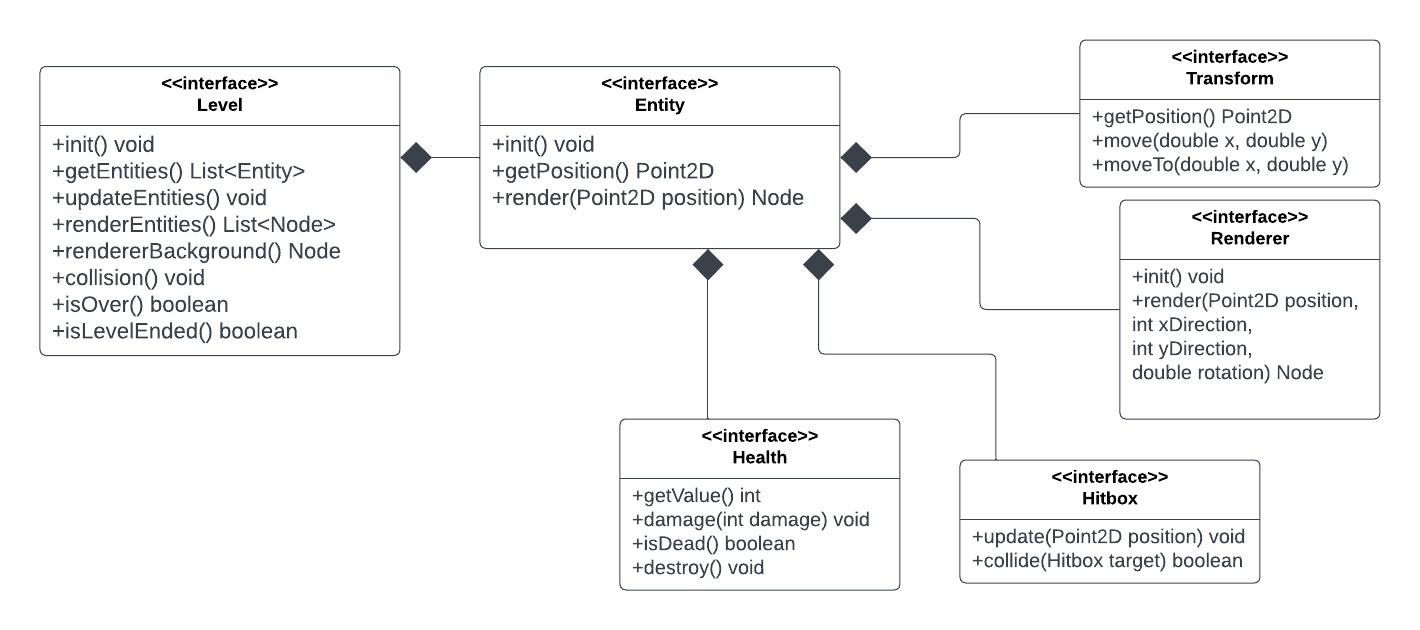 <<interface>>
Level
+init() void
+getEntities() List<Entity>
+updateEntities() void
+renderEntities() List<Node>
+rendererBackground() Node
+collision() void
+isOver() boolean
+isLevelEnded() boolean
<<interface>>
Entity
+init() void
+getPosition() Point2D
+render(Point2D position) Node
<<interface>>
Transform
+getPosition() Point2D
+move(double x, double y)
+moveTo(double x, double y)
<<interface>>
Renderer
+init() void
+render(Point2D position,
int xDirection,
int yDirection,
double rotation) Node
<<interface>>
Health
+getValue() int
+damage(int damage) void
+isDead() boolean
+destroy() void
<<interface>>
Hitbox
+update(Point2D position) void
+collide(Hitbox target) boolean